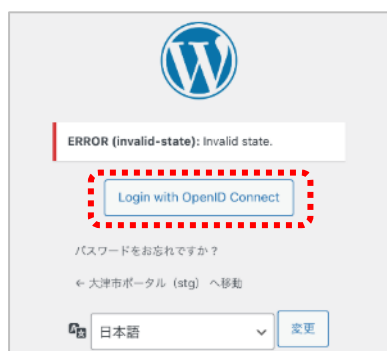 ERROR (invalid-state): Invalid state.
Login with OpenID Connect
パスワードをお忘れですか？
← 大津市ポータル（stg） へ移動
日本語
変更